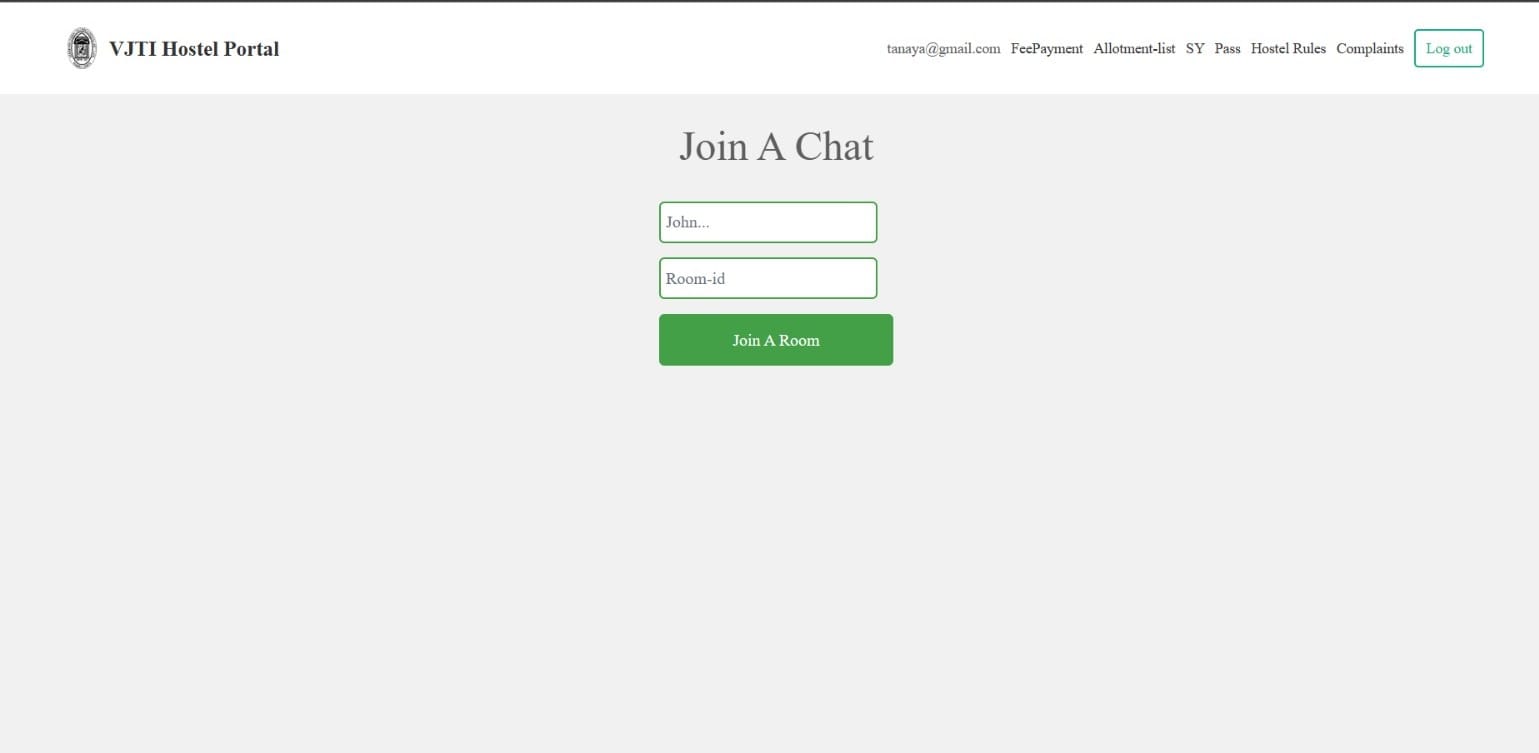 VJTI Hostel Portal
tanaya@gmail.com FeePayment Allotment-list SY Pass Hostel Rules Complaints Log out
Join A Chat
John...
Room-id
Join A Room